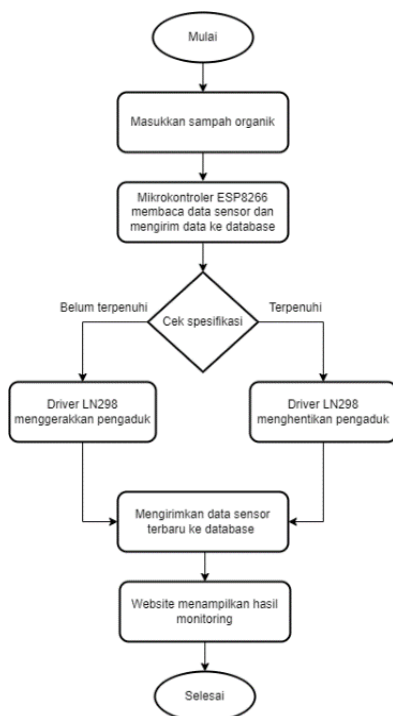 Mulai
Masukkan sampah organik
Mikrokontroler ESP8266
membaca data sensor dan
mengirim data ke database
Belum terpenuhi
Cek spesifikasi
Terpenuhi
Driver LN298
menggerakkan pengaduk
Driver LN298
menghentikan pengaduk
Mengirimkan data sensor
terbaru ke database
Website menampilkan hasil
monitoring
Selesai